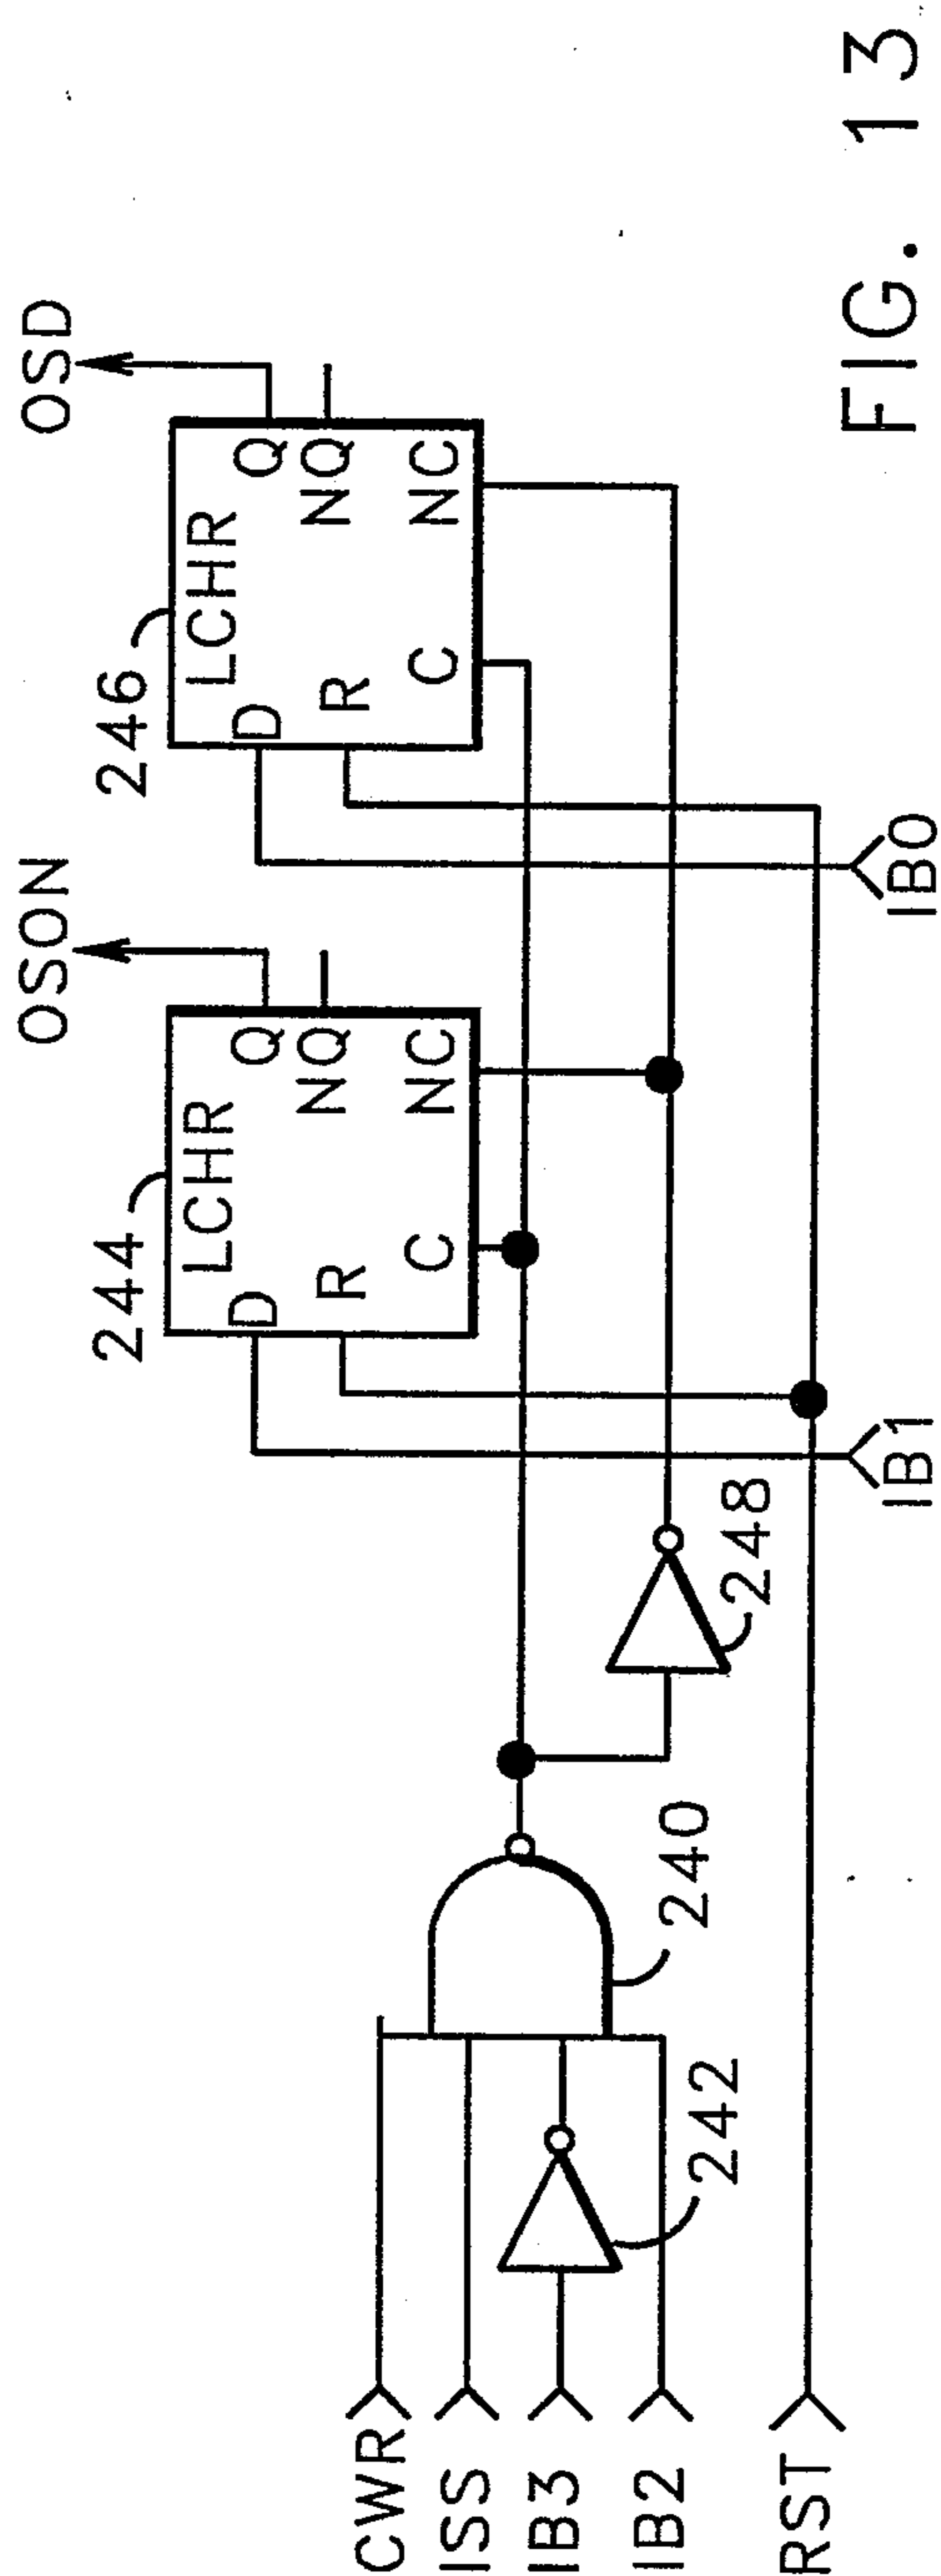 OSON
OSD
244
246
LCHR
D
Q
R
NQ
C
NC
LCHR
D
Q
R
NQ
C
NC
CWR
ISS
IB3
IB2
RST
242
240
248
IB1
IB0
FIG. 13